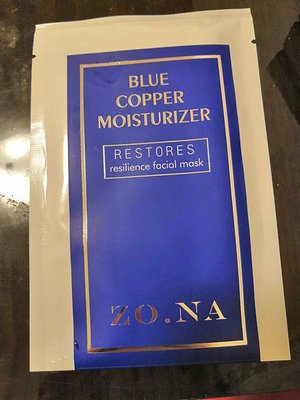 BLUE
COPPER
MOISTURIZER
RESTORES
resilience facial mask
ZO.NA